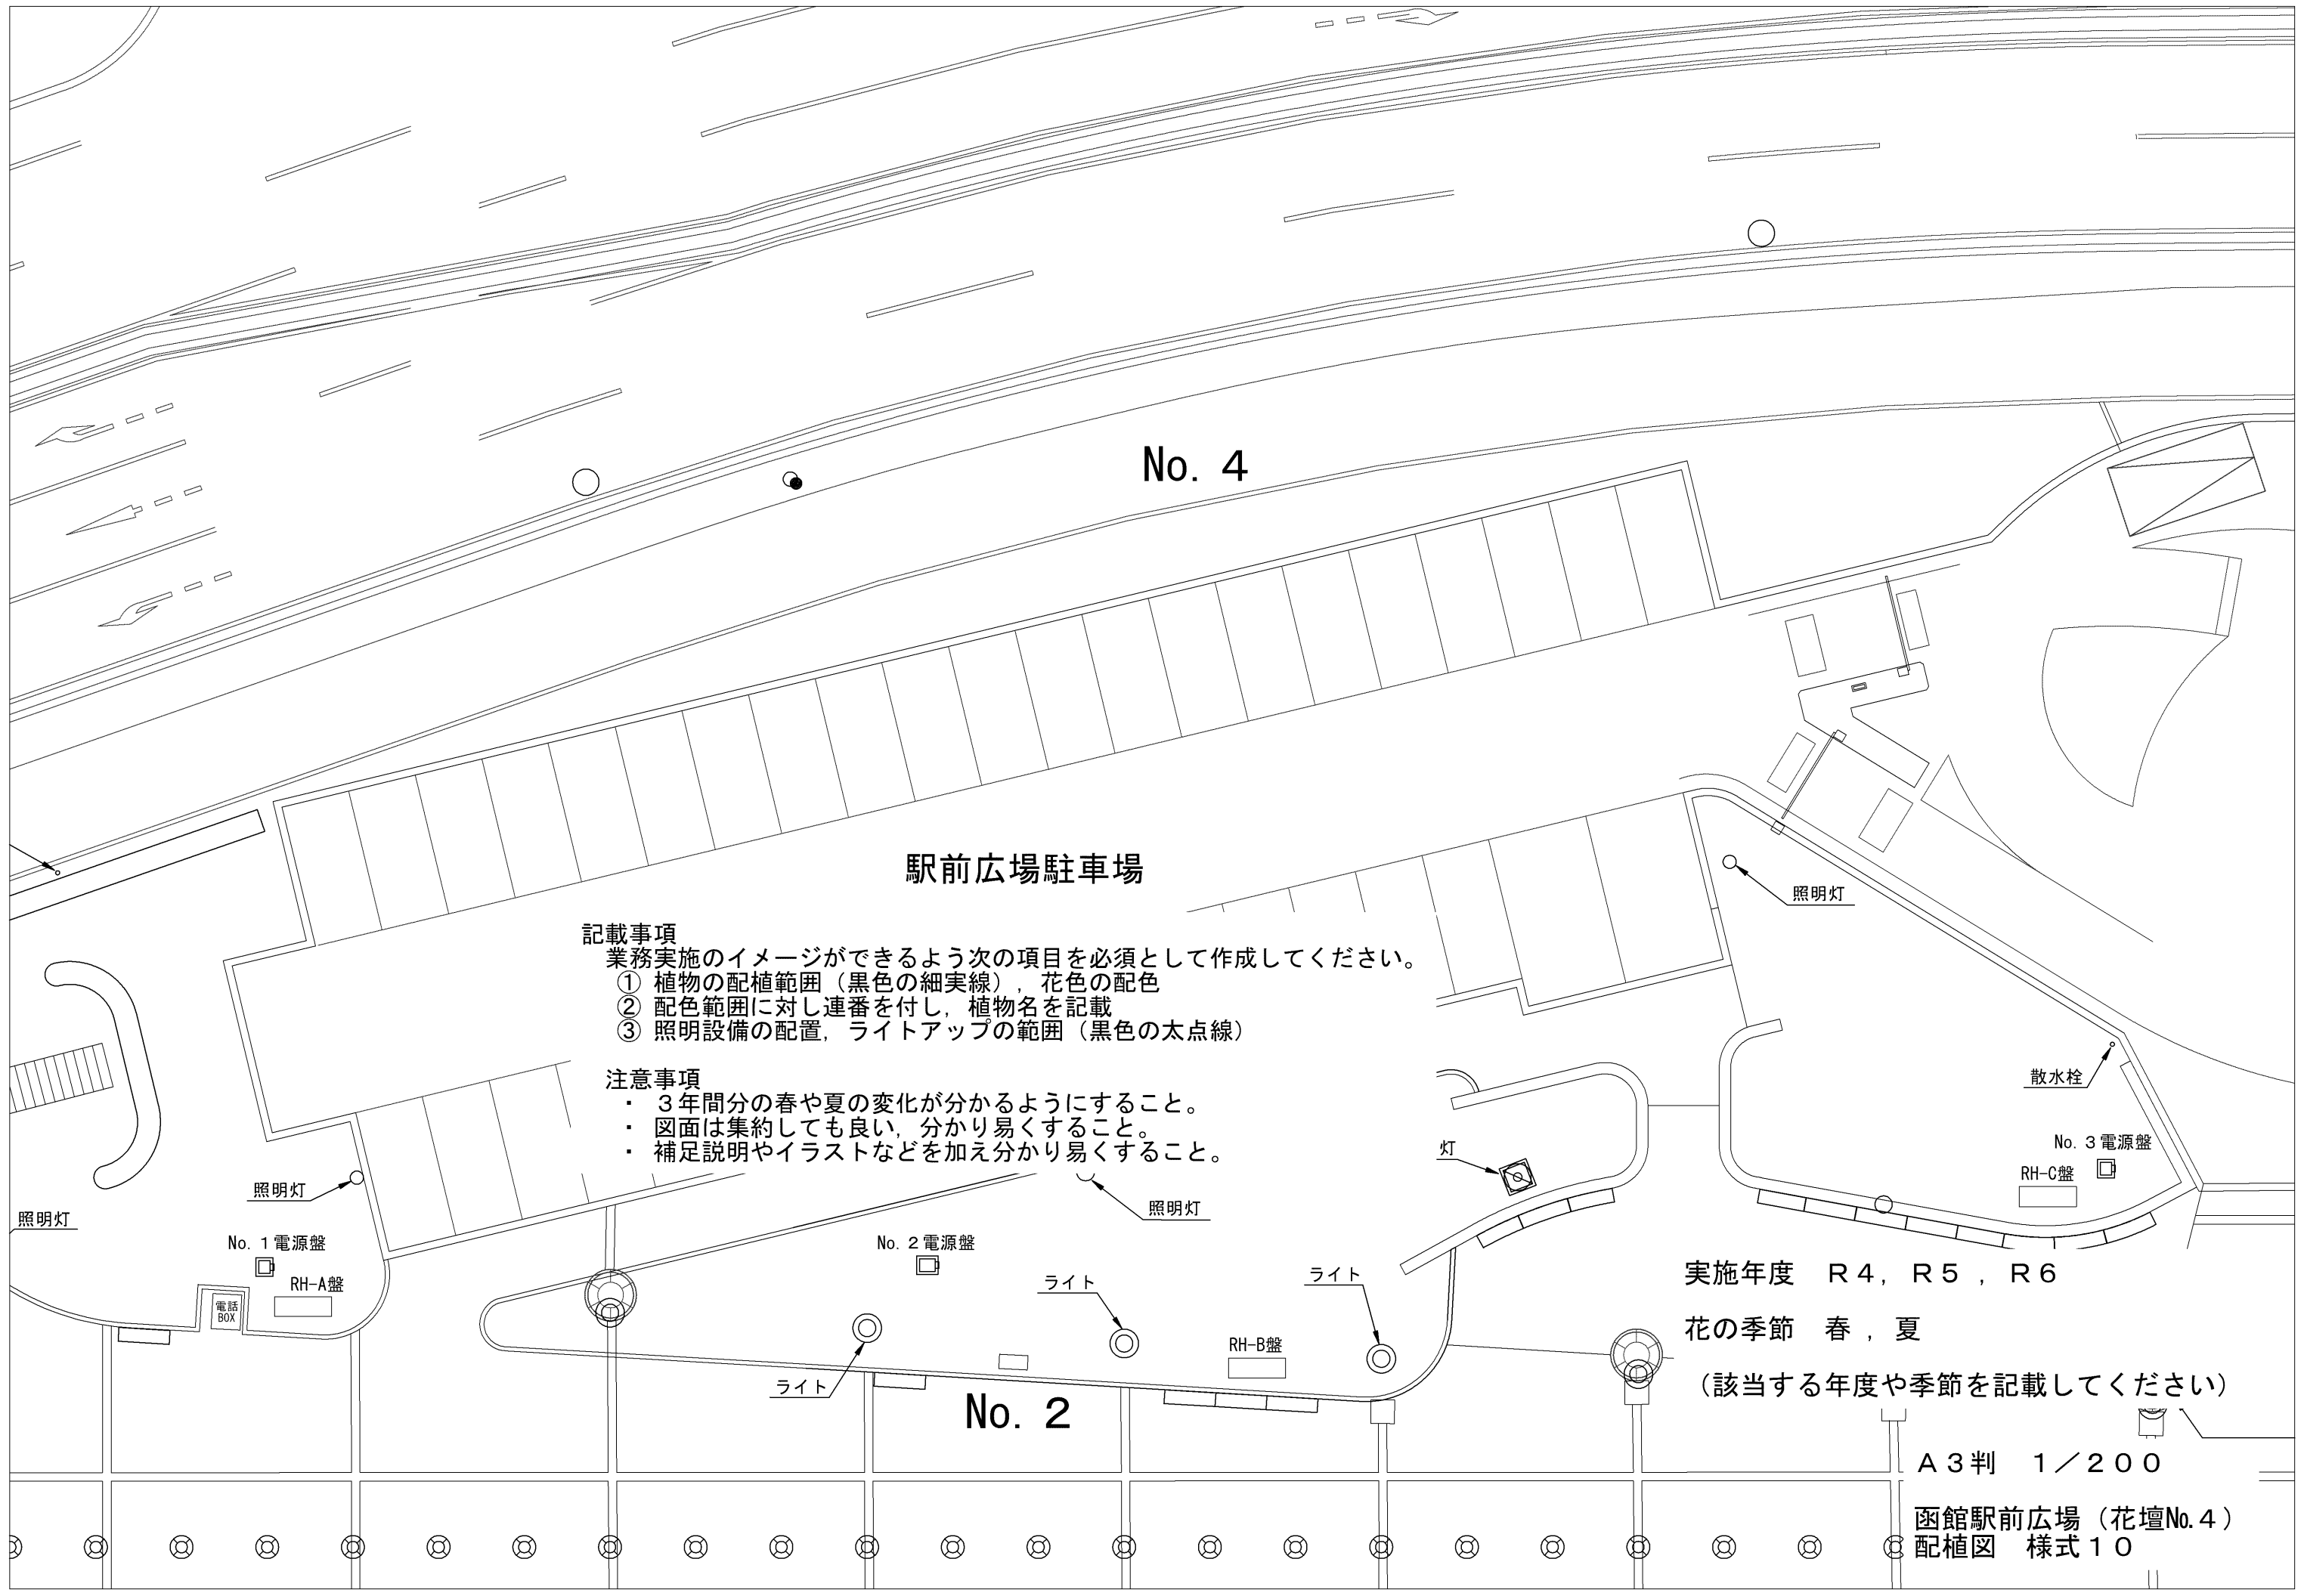 No. 4
駅前広場駐車場
照明灯
記載事項
業務実施のイメージができるよう次の項目を必須として作成してください。
① 植物の配植範囲（黒色の細実線），花色の配色
② 配色範囲に対し連番を付し，植物名を記載
③ 照明設備の配置，ライトアップの範囲（黒色の太点線）
注意事項
・ ３年間分の春や夏の変化が分かるようにすること。
・ 図面は集約しても良い，分かり易くすること。
・ 補足説明やイラストなどを加え分かり易くすること。
散水栓
No. 3電源盤
RH-C盤
灯
照明灯
照明灯
照明灯
No. 1電源盤
RH-A盤
電話
BOX
No. 2電源盤
ライト
ライト
ライト
RH-B盤
No. 2
実施年度　Ｒ４，Ｒ５ ，Ｒ６
花の季節　春 ，夏
（該当する年度や季節を記載してください）
Ａ３判　１／２００
函館駅前広場（花壇№４）
配植図　様式１０